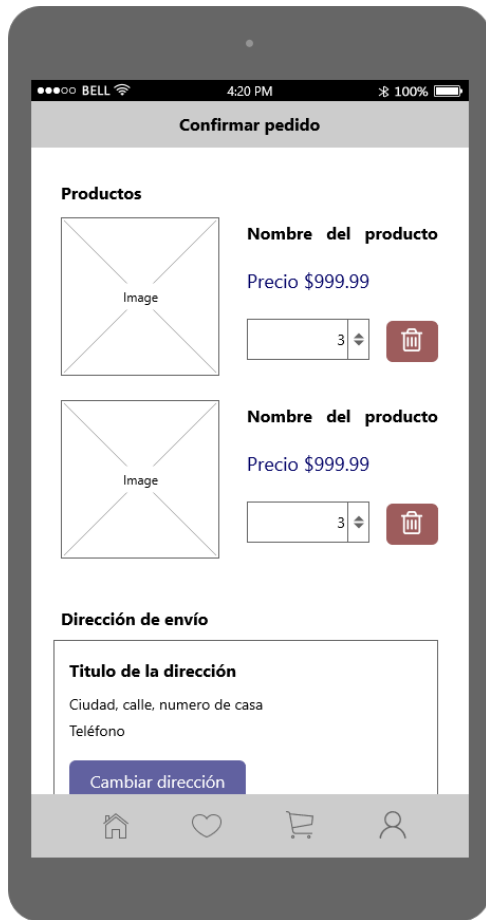 BELL 4:20 PM 100%
Confirmar pedido
Productos
Image
Nombre del producto
Precio $999.99
3
Image
Nombre del producto
Precio $999.99
3
Dirección de envío
Titulo de la dirección
Ciudad, calle, numero de casa
Teléfono
Cambiar dirección